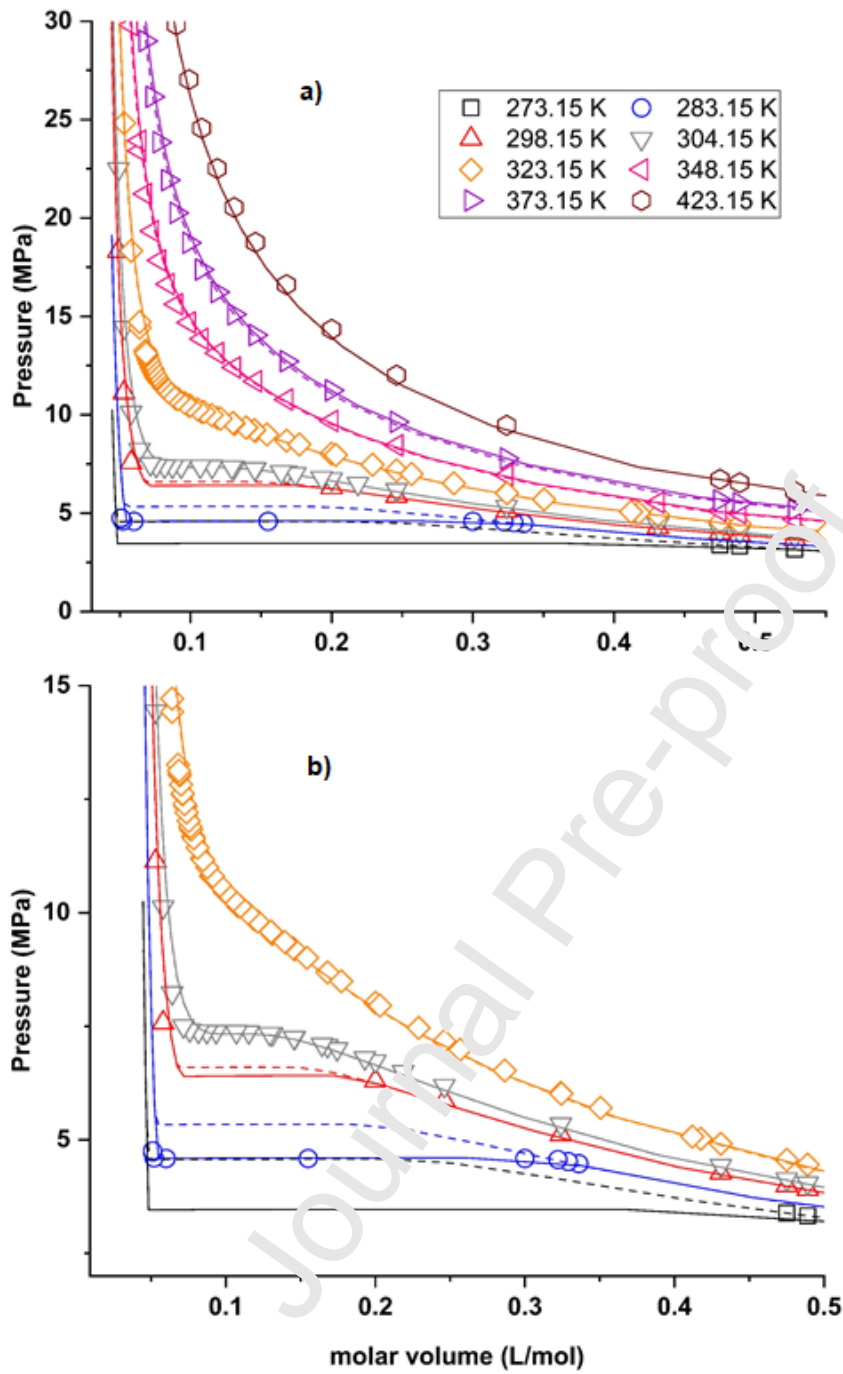 30
25
20
15
10
5
0
Pressure (MPa)
a)
273.15 K 283.15 K
298.15 K 304.15 K
323.15 K 348.15 K
373.15 K 423.15 K
0.1 0.2 0.3 0.4 0.5
15
10
5
Pressure (MPa)
b)
0.1 0.2 0.3 0.4 0.5
molar volume (L/mol)
Journal Pre-proof